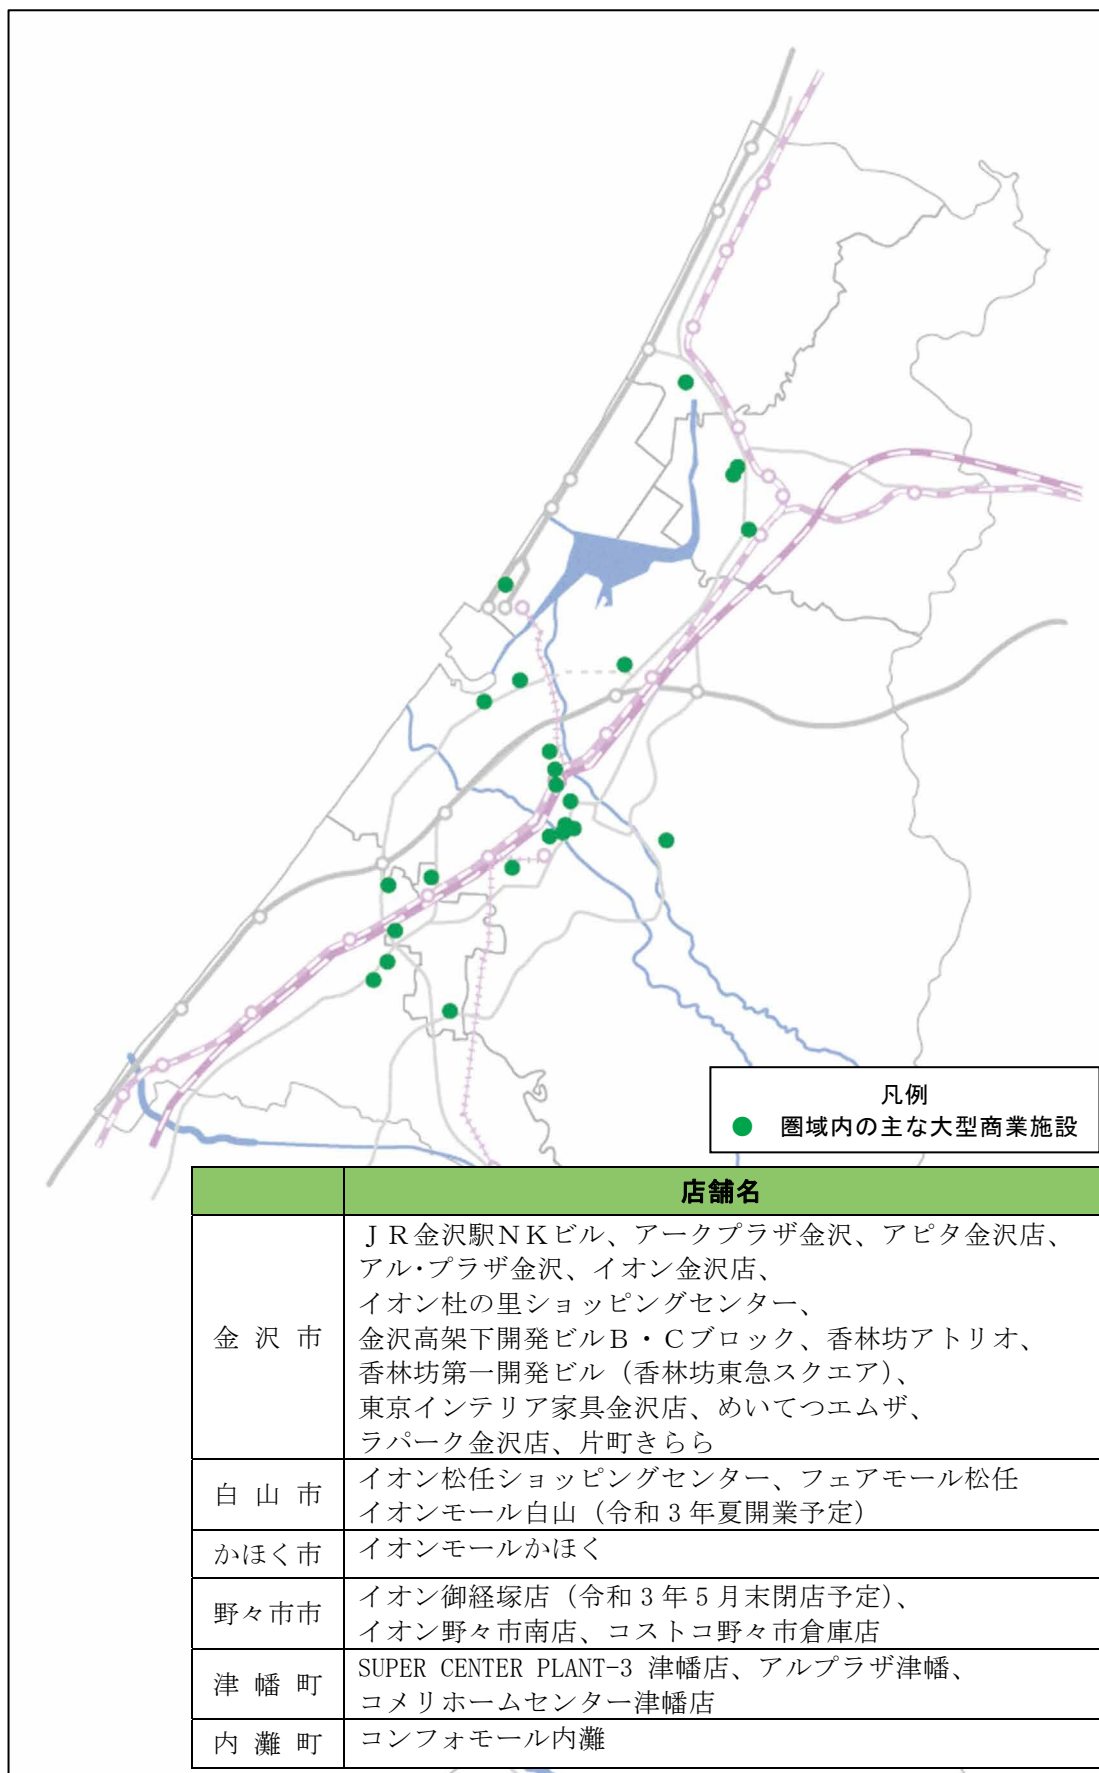 凡例
● 圏域内の主な大型商業施設
店舗名
金沢市
ＪＲ金沢駅ＮＫビル、アークプラザ金沢、アピタ金沢店、
アル・プラザ金沢、イオン金沢店、
イオン杜の里ショッピングセンター、
金沢高架下開発ビルＢ・Ｃブロック、香林坊アトリオ、
香林坊第一開発ビル（香林坊東急スクエア）、
東京インテリア家具金沢店、めいてつエムザ、
ラパーク金沢店、片町きらら
白山市
イオン松任ショッピングセンター、フェアモール松任
イオンモール白山（令和３年夏開業予定）
かほく市
イオンモールかほく
野々市市
イオン御経塚店（令和３年５月末閉店予定）、
イオン野々市南店、コストコ野々市倉庫店
津幡町
SUPER CENTER PLANT-3 津幡店、アルプラザ津幡、
コメリホームセンター津幡店
内灘町
コンフォモール内灘